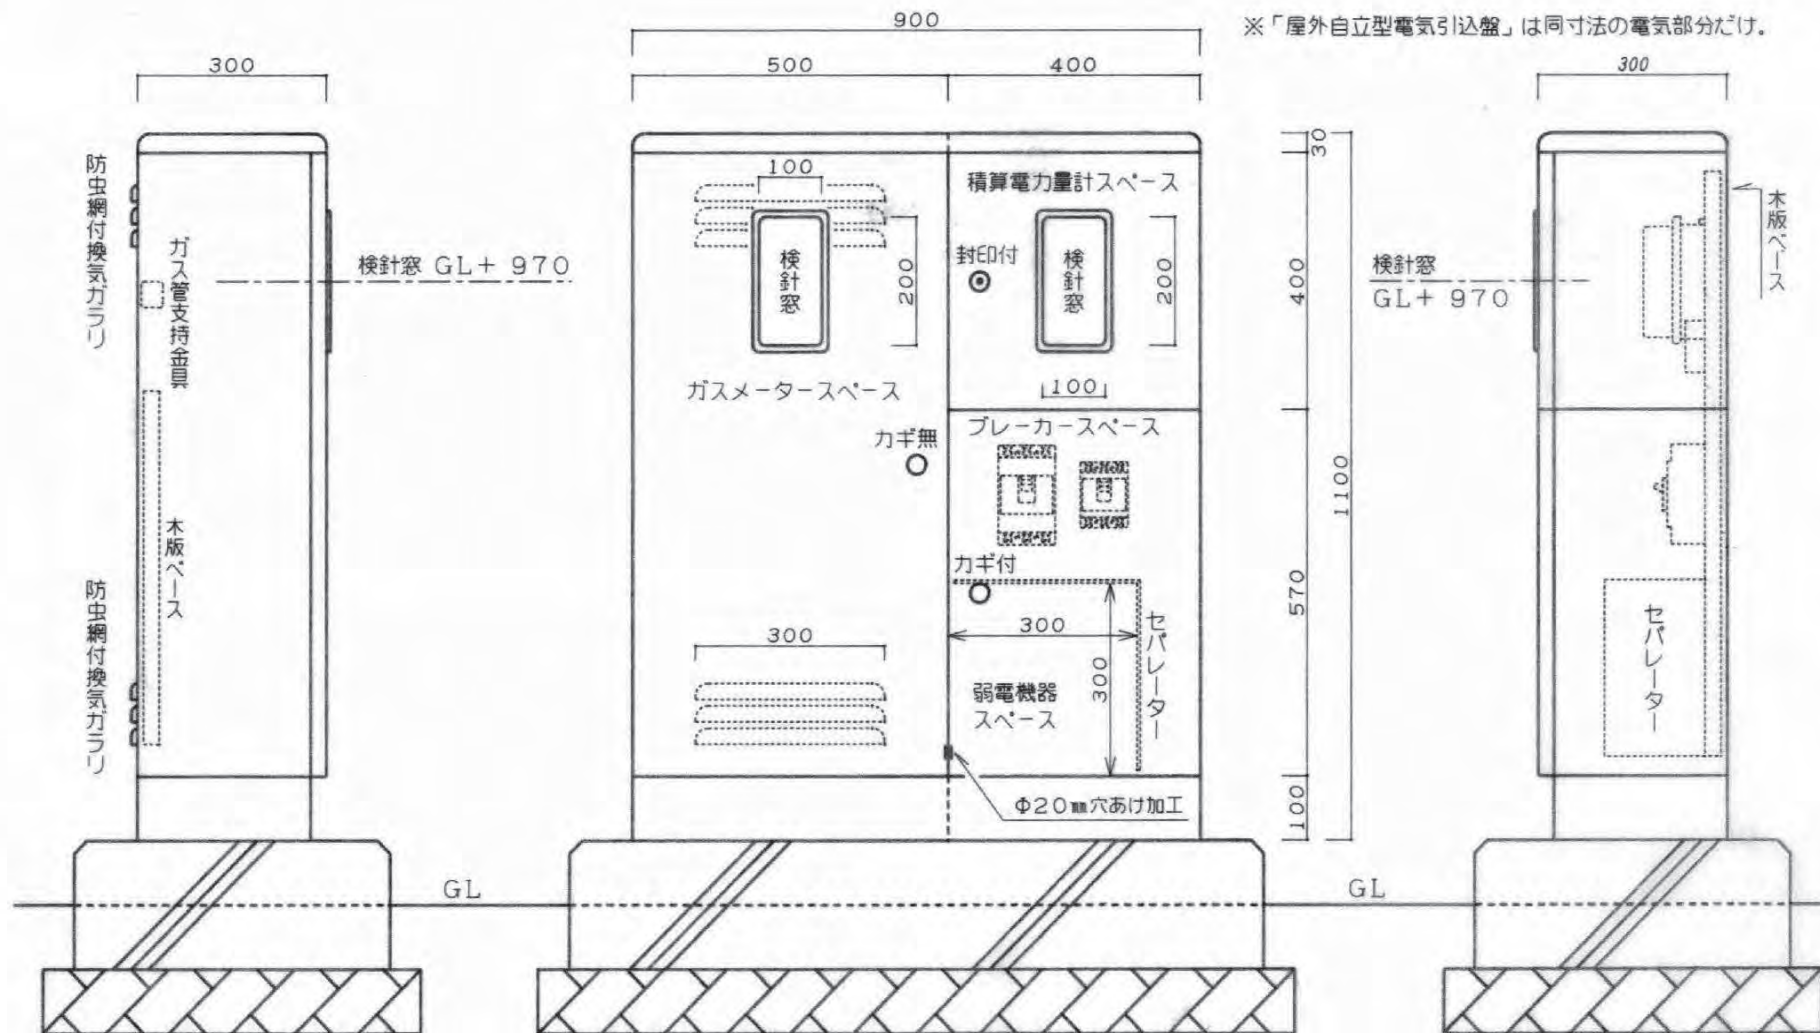 ※「屋外自立型電気引込盤」は同寸法の電気部分だけ。
900
300
500
400
300
防虫網付換気ガラリ
ガス管支持金具
検針窓 GL+ 970
木版ベース
防虫網付換気ガラリ
100
検針窓
200
ガスメータースペース
カギ無
300
積算電力量計スペース
封印付
検針窓
200
100
ブレーカースペース
カギ付
300
300
セパレーター
弱電機器
スペース
Φ20㎜穴あけ加工
30
400
570
100
1100
検針窓
GL+ 970
木版ベース
セパレーター
GL
GL